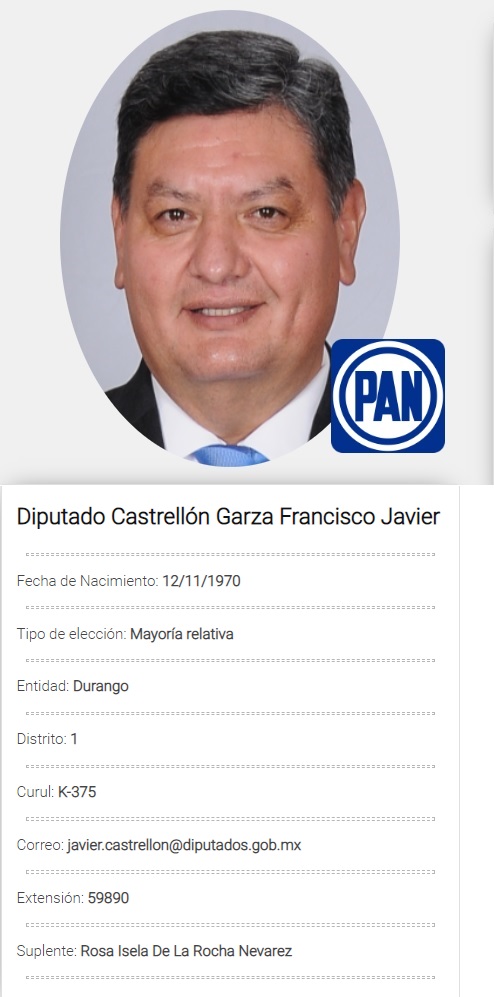 PAN
Diputado Castrellón Garza Francisco Javier
Fecha de Nacimiento: 12/11/1970
Tipo de elección: Mayoría relativa
Entidad: Durango
Distrito: 1
Curul: K-375
Correo: javier.castrellon@diputados.gob.mx
Extensión: 59890
Suplente: Rosa Isela De La Rocha Nevarez